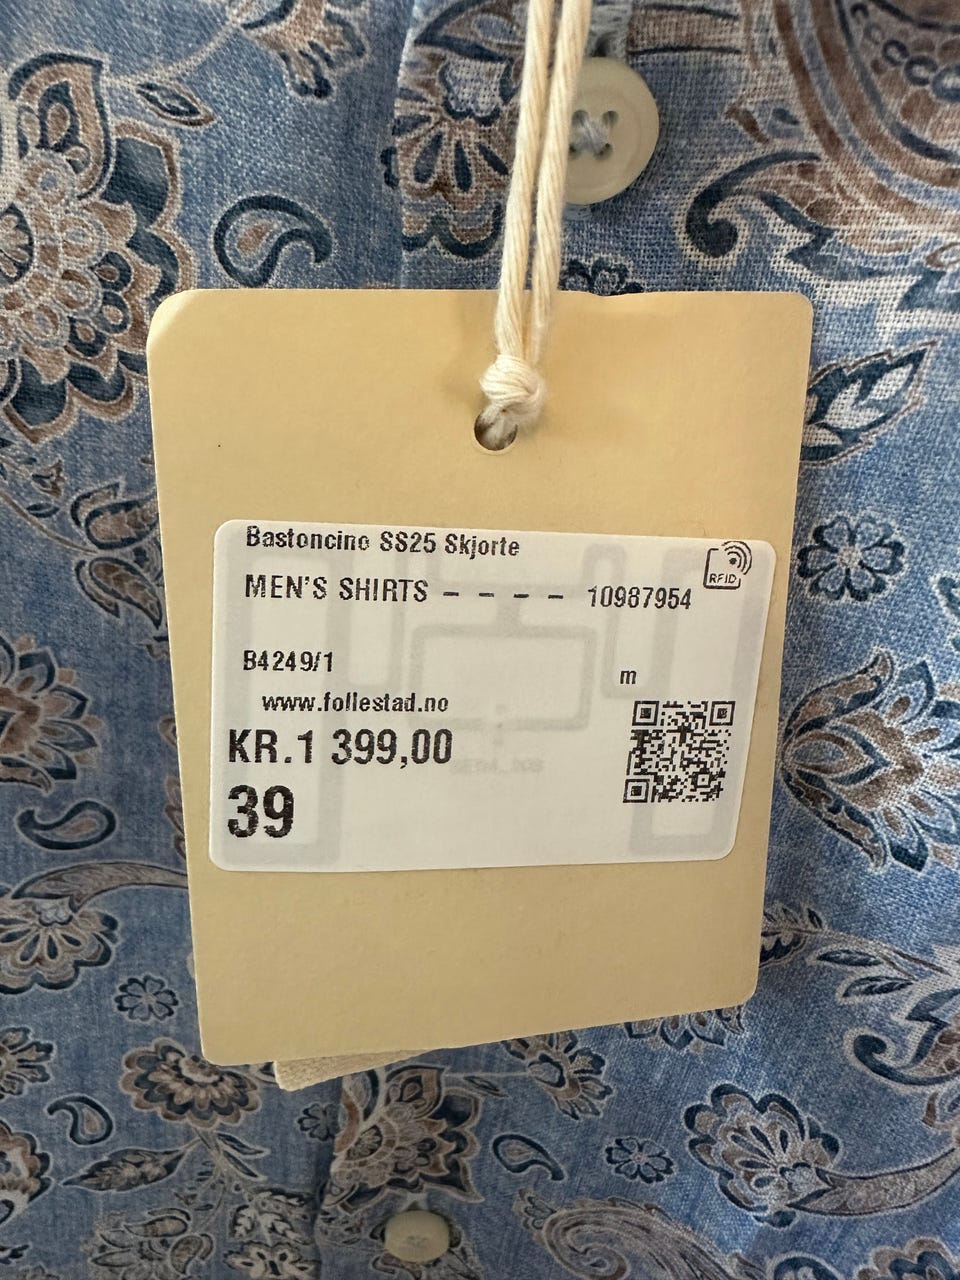 Bastoncino SS25 Skjorte
RFID
MEN'S SHIRTS - - - - 10987954
B4249/1
m
www.follestad.no
KR.1 399,00
39